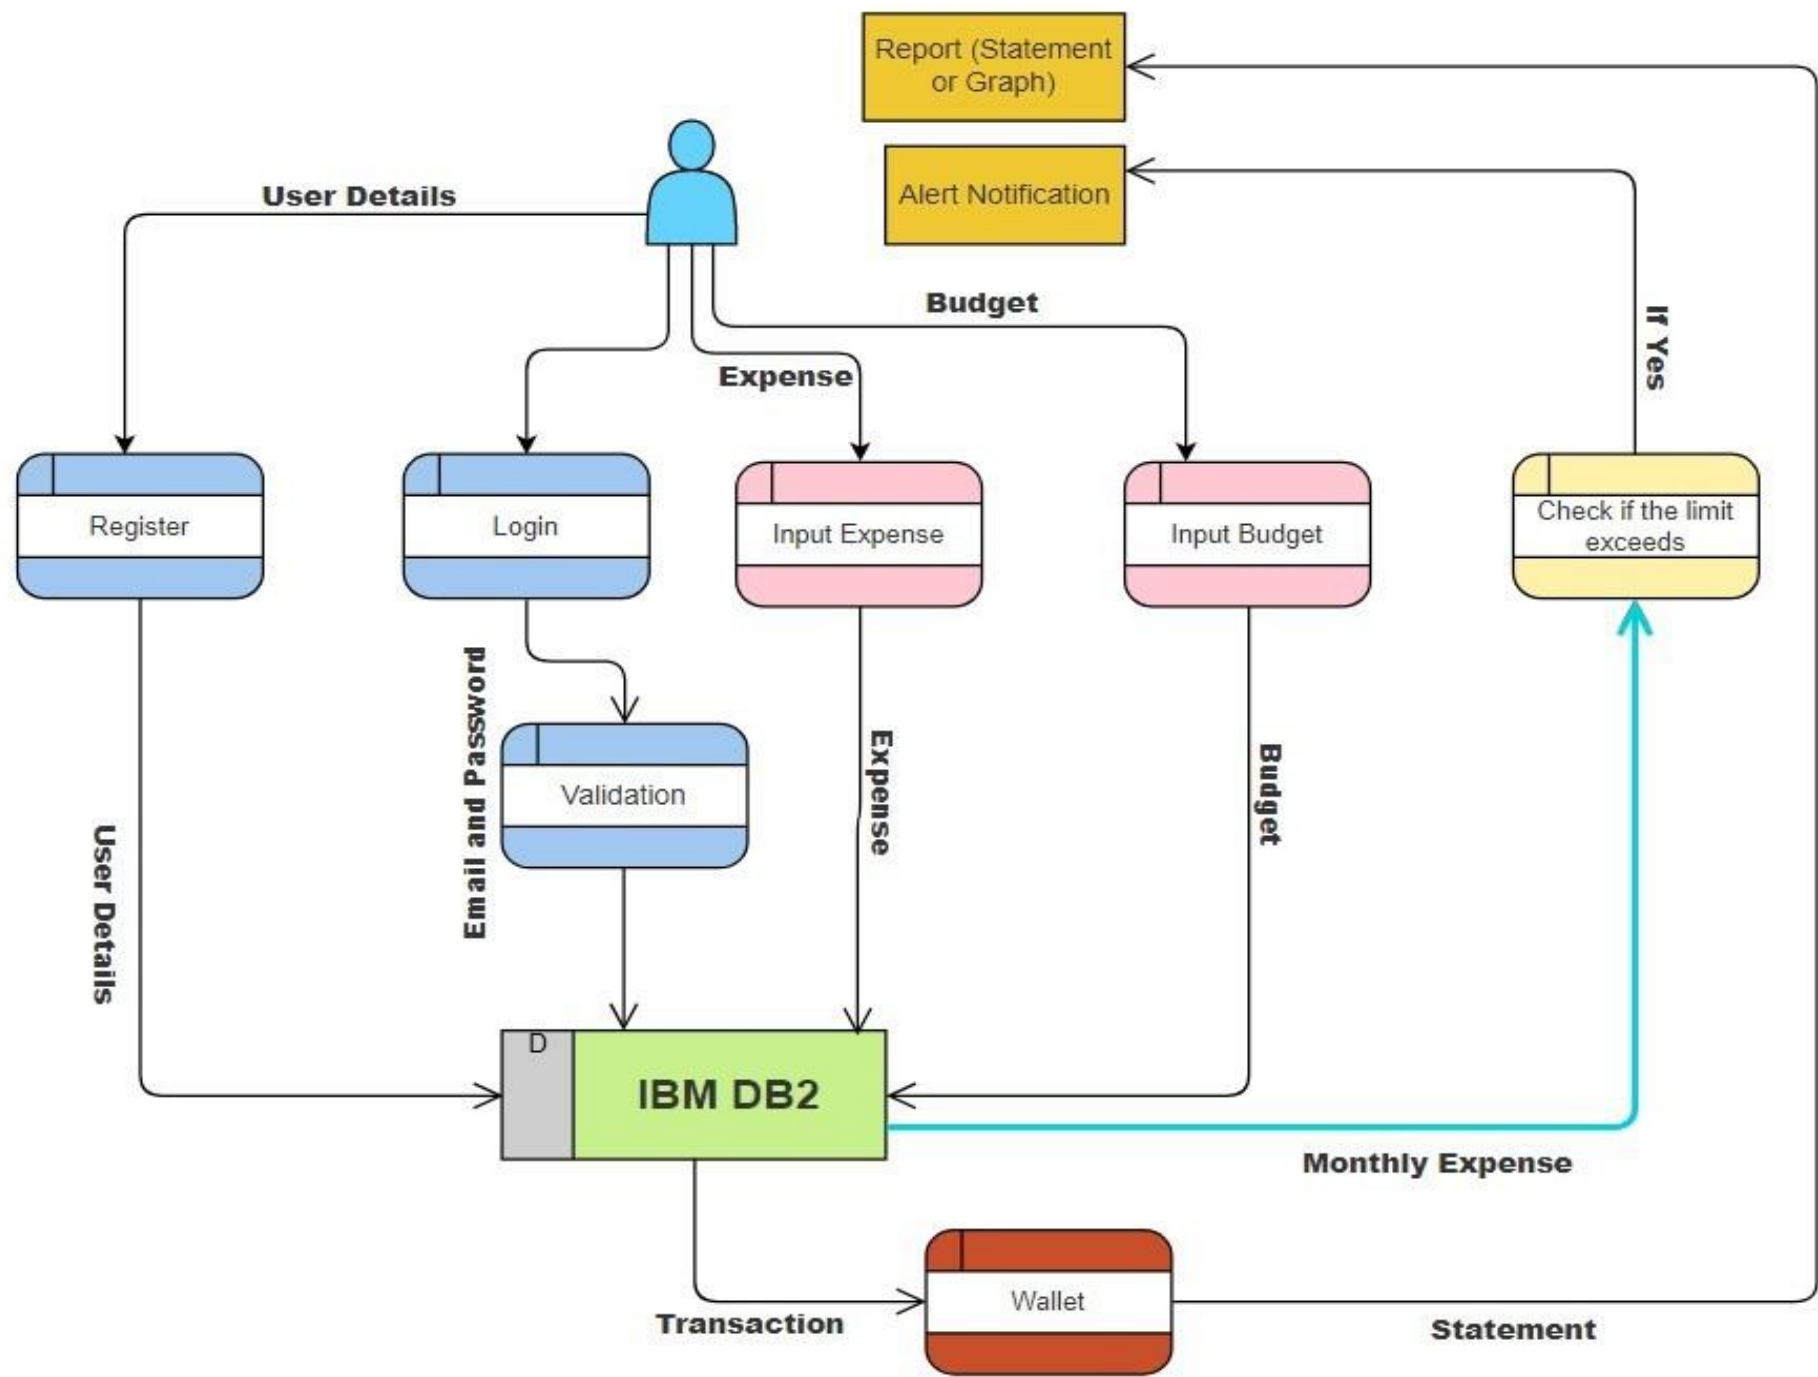 Report (Statement
or Graph)
Alert Notification
User Details
Budget
If Yes
Expense
Register
Login
Input Expense
Input Budget
Check if the limit
exceeds
Email and Password
Validation
Expense
Budget
User Details
D
IBM DB2
Monthly Expense
Wallet
Transaction
Statement